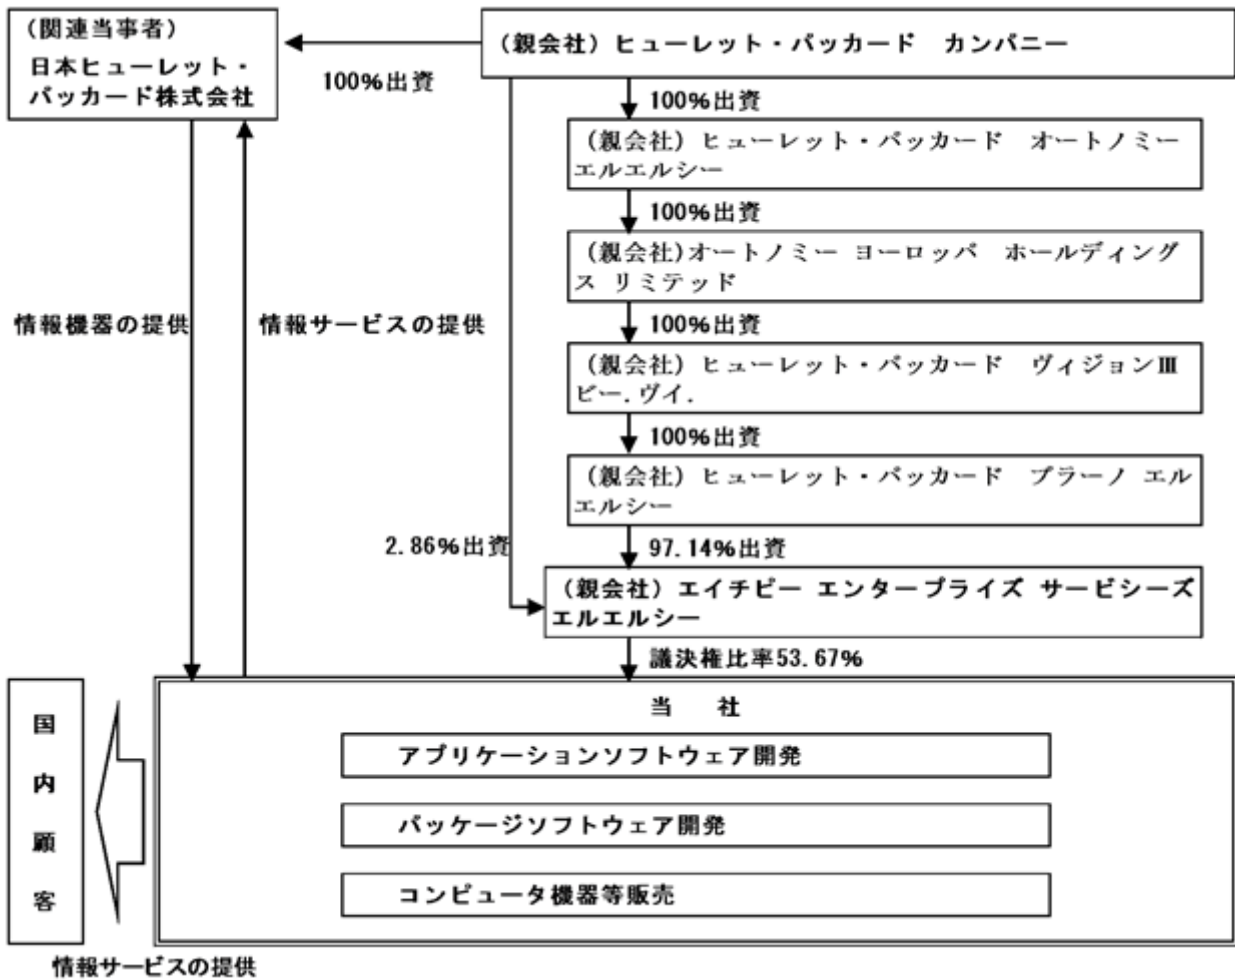 （関連当事者）
日本ヒューレット・
パッカード株式会社
（親会社）ヒューレット・パッカード　カンパニー
100%出資
100%出資
（親会社）ヒューレット・パッカード　オートノミー
エルエルシー
100%出資
（親会社)オートノミー ヨーロッパ　ホールディング
ス リミテッド
100%出資
（親会社）ヒューレット・パッカード　ヴィジョンⅢ
ビー.ヴイ.
100%出資
（親会社）ヒューレット・パッカード　プラーノ エル
エルシー
2.86%出資
97.14%出資
（親会社）エイチピー エンタープライズ サービシーズ
エルエルシー
議決権比率53.67%
情報機器の提供
情報サービスの提供
当　社
アプリケーションソフトウェア開発
パッケージソフトウェア開発
コンピュータ機器等販売
国
内
顧
客
情報サービスの提供